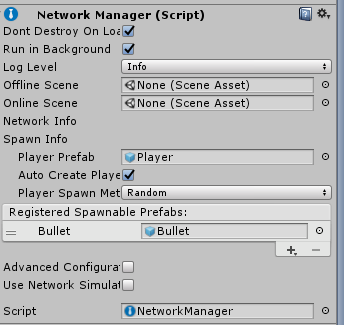 Network Manager (Script)
Dont Destroy On Loa
Run in Background
Log Level Info
Offline Scene None (Scene Asset)
Online Scene None (Scene Asset)
Network Info
Spawn Info
Player Prefab Player
Auto Create Playe
Player Spawn Met Random
Registered Spawnable Prefabs:
Bullet Bullet
+ −
Advanced Configurat
Use Network Simulat
Script NetworkManager